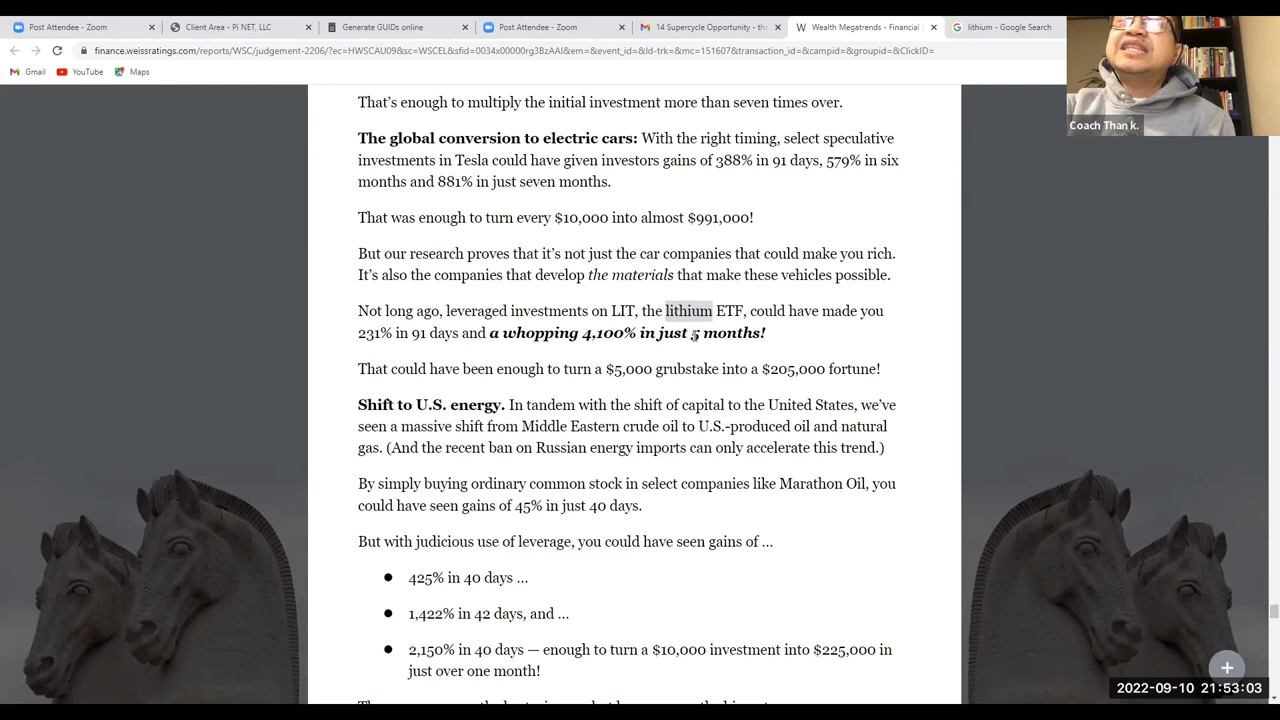 Post Attendee - Zoom
Client Area - Pi NET, LLC
Generate GUIDs online
Post Attendee - Zoom
14 Supercycle Opportunity - tha
Wealth Megatrends - Financial F
lithium - Google Search
finance.weissratings.com/reports/WSC/judgement-2206/?ec=HWSCAU09&sc=WSCEL&sfid=0034x00000rg3BzAAI&em=&event_id=&ld-trk=&mc=151607&transaction_id=&campid=&groupid=&ClickID=
Gmail
YouTube
Maps
Coach Than k.
That's enough to multiply the initial investment more than seven times over.
The global conversion to electric cars: With the right timing, select speculative
investments in Tesla could have given investors gains of 388% in 91 days, 579% in six
months and 881% in just seven months.
That was enough to turn every $10,000 into almost $991,000!
But our research proves that it's not just the car companies that could make you rich.
It's also the companies that develop the materials that make these vehicles possible.
Not long ago, leveraged investments on LIT, the lithium ETF, could have made you
231% in 91 days and a whopping 4,100% in just 5 months!
That could have been enough to turn a $5,000 grubstake into a $205,000 fortune!
Shift to U.S. energy. In tandem with the shift of capital to the United States, we've
seen a massive shift from Middle Eastern crude oil to U.S.-produced oil and natural
gas. (And the recent ban on Russian energy imports can only accelerate this trend.)
By simply buying ordinary common stock in select companies like Marathon Oil, you
could have seen gains of 45% in just 40 days.
But with judicious use of leverage, you could have seen gains of …
● 425% in 40 days …
● 1,422% in 42 days, and …
● 2,150% in 40 days — enough to turn a $10,000 investment into $225,000 in
just over one month!
2022-09-10 21:53:03